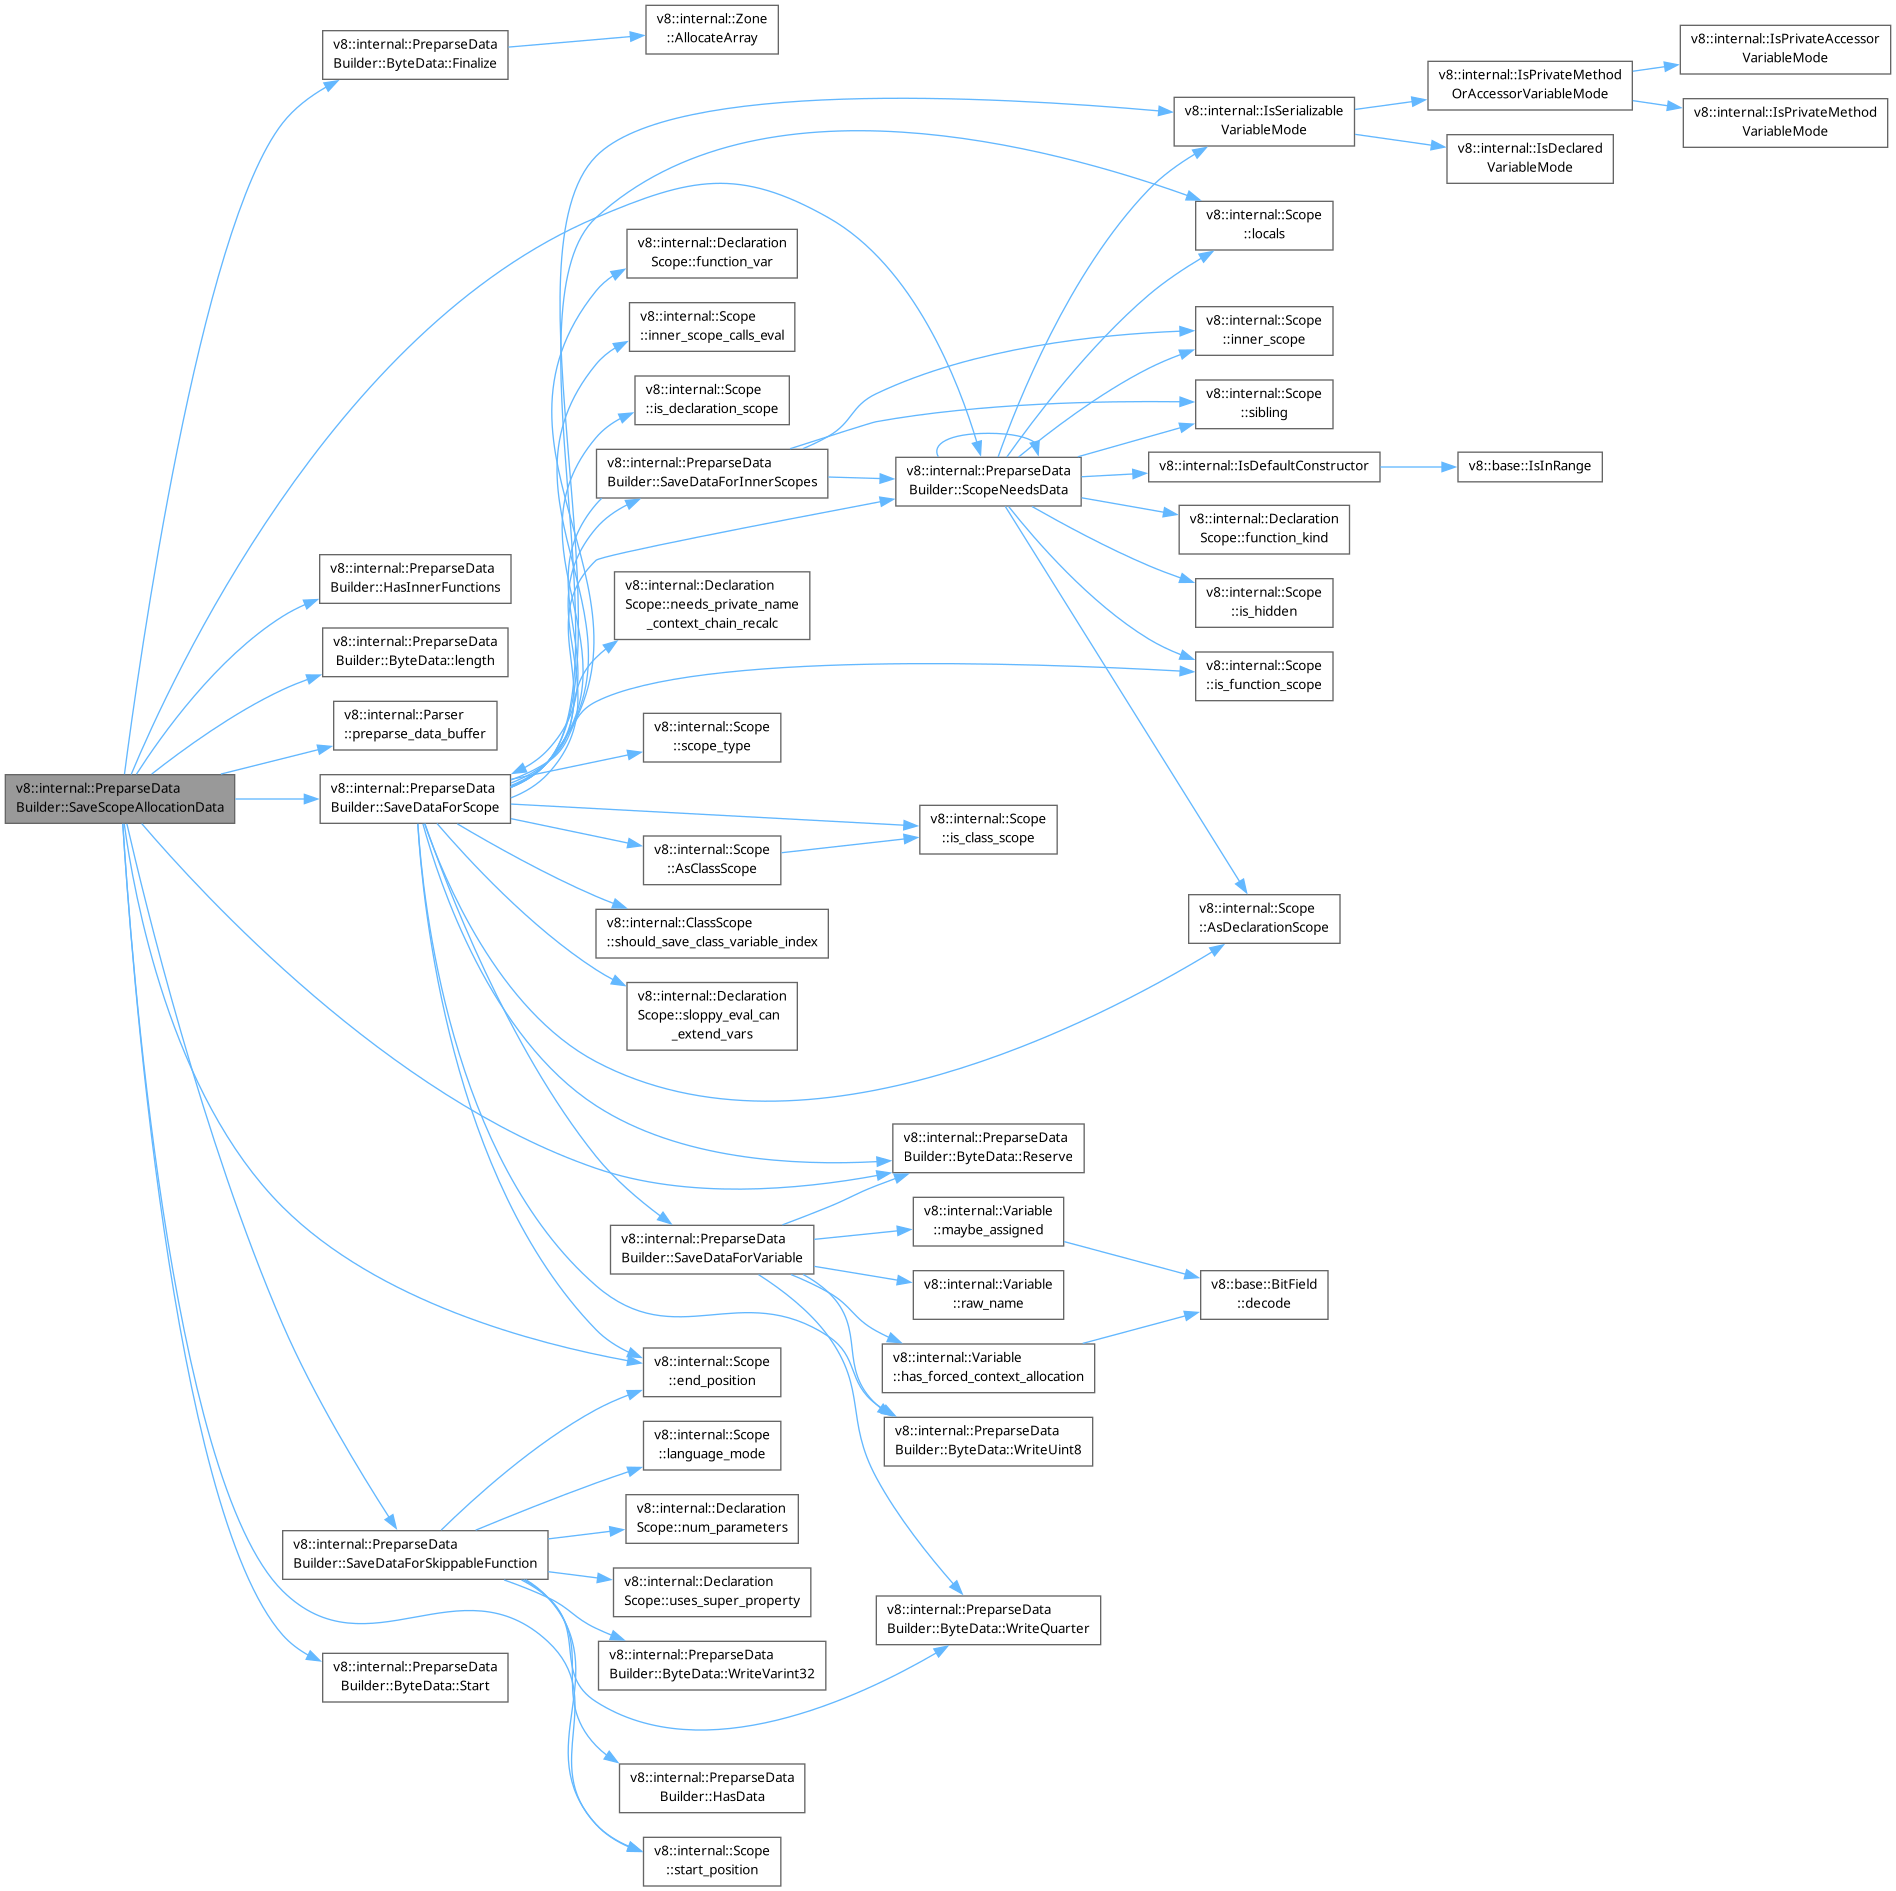 v8::internal::PreparseData
Builder::SaveScopeAllocationData
v8::internal::PreparseData
Builder::ByteData::Finalize
v8::internal::Zone
::AllocateArray
v8::internal::PreparseData
Builder::HasInnerFunctions
v8::internal::PreparseData
Builder::ByteData::length
v8::internal::Parser
::preparse_data_buffer
v8::internal::PreparseData
Builder::SaveDataForScope
v8::internal::PreparseData
Builder::SaveDataForSkippableFunction
v8::internal::PreparseData
Builder::ByteData::Start
v8::internal::Declaration
Scope::function_var
v8::internal::Scope
::inner_scope_calls_eval
v8::internal::Scope
::is_declaration_scope
v8::internal::PreparseData
Builder::SaveDataForInnerScopes
v8::internal::Declaration
Scope::needs_private_name
_context_chain_recalc
v8::internal::Scope
::scope_type
v8::internal::Scope
::AsClassScope
v8::internal::ClassScope
::should_save_class_variable_index
v8::internal::Declaration
Scope::sloppy_eval_can
_extend_vars
v8::internal::PreparseData
Builder::SaveDataForVariable
v8::internal::Scope
::end_position
v8::internal::Scope
::language_mode
v8::internal::Declaration
Scope::num_parameters
v8::internal::Declaration
Scope::uses_super_property
v8::internal::PreparseData
Builder::ByteData::WriteVarint32
v8::internal::PreparseData
Builder::HasData
v8::internal::Scope
::start_position
v8::internal::PreparseData
Builder::ScopeNeedsData
v8::internal::Scope
::is_class_scope
v8::internal::PreparseData
Builder::ByteData::Reserve
v8::internal::Variable
::maybe_assigned
v8::internal::Variable
::raw_name
v8::internal::Variable
::has_forced_context_allocation
v8::internal::PreparseData
Builder::ByteData::WriteUint8
v8::internal::PreparseData
Builder::ByteData::WriteQuarter
v8::internal::IsSerializable
VariableMode
v8::internal::Scope
::locals
v8::internal::Scope
::inner_scope
v8::internal::Scope
::sibling
v8::internal::IsDefaultConstructor
v8::internal::Declaration
Scope::function_kind
v8::internal::Scope
::is_hidden
v8::internal::Scope
::is_function_scope
v8::internal::Scope
::AsDeclarationScope
v8::base::BitField
::decode
v8::internal::IsPrivateMethod
OrAccessorVariableMode
v8::internal::IsDeclared
VariableMode
v8::base::IsInRange
v8::internal::IsPrivateAccessor
VariableMode
v8::internal::IsPrivateMethod
VariableMode